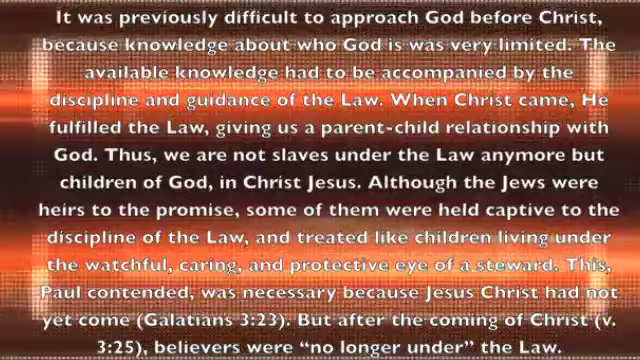 It was previously difficult to approach God before Christ,
because knowledge about who God is was very limited. The
available knowledge had to be accompanied by the
discipline and guidance of the Law. When Christ came, He
fulfilled the Law, giving us a parent-child relationship with
God. Thus, we are not slaves under the Law anymore but
children of God, in Christ Jesus. Although the Jews were
heirs to the promise, some of them were held captive to the
discipline of the Law, and treated like children living under
the watchful, caring, and protective eye of a steward. This,
Paul contended, was necessary because Jesus Christ had not
yet come (Galatians 3:23). But after the coming of Christ (v.
3:25), believers were “no longer under” the Law.